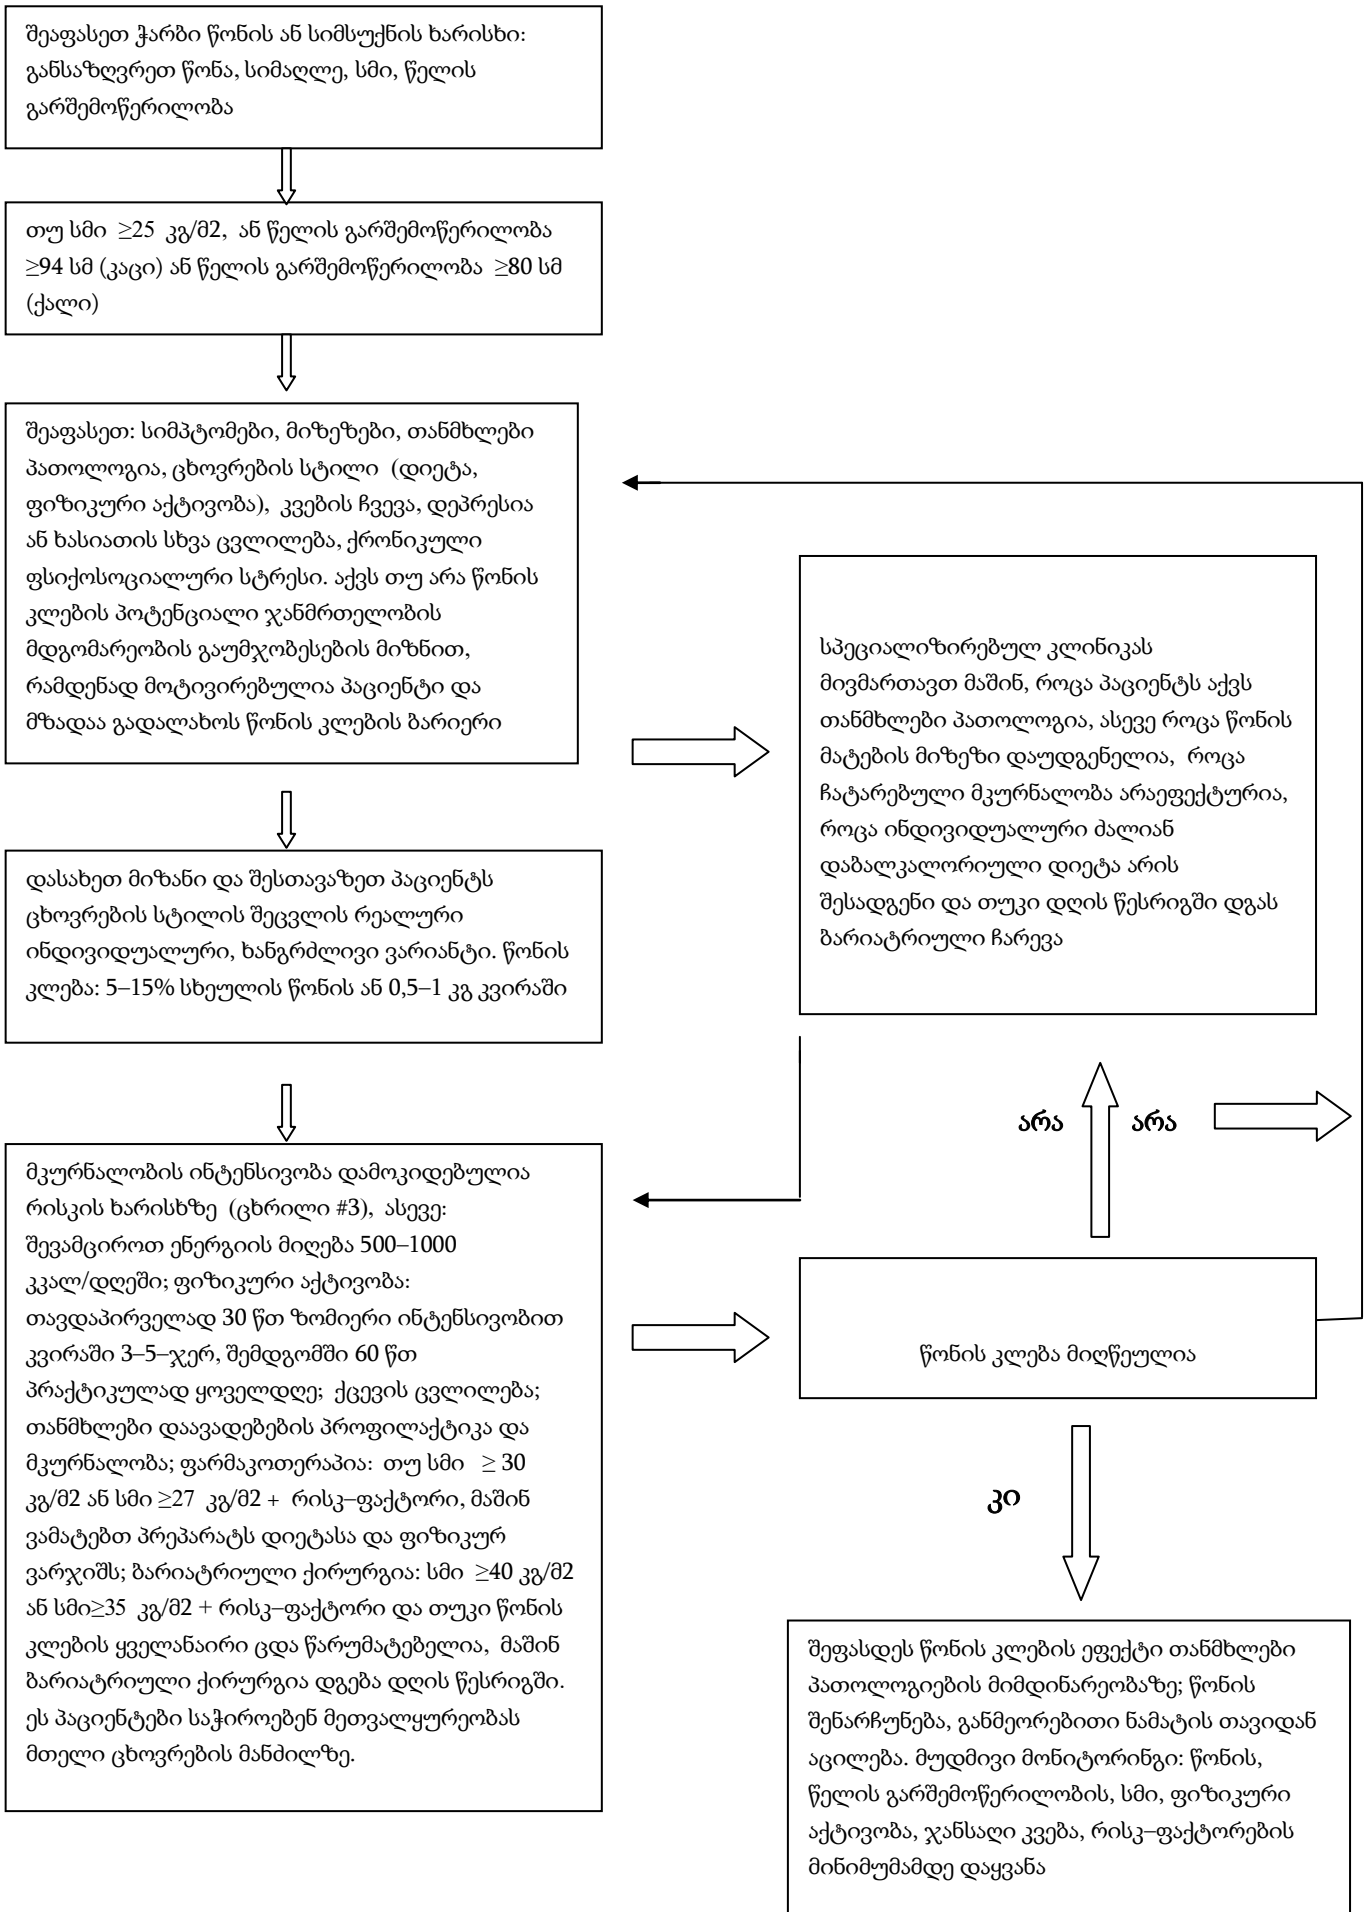 შეაფასეთ ჭარბი წონის ან სიმსუქნის ხარისხი:
განსაზღვრეთ წონა, სიმაღლე, სმი, წელის
გარშემოწერილობა
თუ სმი ≥25 კგ/მ2, ან წელის გარშემოწერილობა
≥94 სმ (კაცი) ან წელის გარშემოწერილობა ≥80 სმ
(ქალი)
შეაფასეთ: სიმპტომები, მიზეზები, თანმხლები
პათოლოგია, ცხოვრების სტილი (დიეტა,
ფიზიკური აქტივობა), კვების ჩვევა, დეპრესია
ან ხასიათის სხვა ცვლილება, ქრონიკული
ფსიქოსოციალური სტრესი. აქვს თუ არა წონის
კლების პოტენციალი ჯანმრთელობის
მდგომარეობის გაუმჯობესების მიზნით,
რამდენად მოტივირებულია პაციენტი და
მზადაა გადალახოს წონის კლების ბარიერი
სპეციალიზირებულ კლინიკას
მივმართავთ მაშინ, როცა პაციენტს აქვს
თანმხლები პათოლოგია, ასევე როცა წონის
მატების მიზეზი დაუდგენელია, როცა
ჩატარებული მკურნალობა არაეფექტურია,
როცა ინდივიდუალური ძალიან
დაბალკალორიული დიეტა არის
შესადგენი და თუკი დღის წესრიგში დგას
ბარიატრიული ჩარევა
დასახეთ მიზანი და შესთავაზეთ პაციენტს
ცხოვრების სტილის შეცვლის რეალური
ინდივიდუალური, ხანგრძლივი ვარიანტი. წონის
კლება: 5–15% სხეულის წონის ან 0,5–1 კგ კვირაში
არა არა
მკურნალობის ინტენსივობა დამოკიდებულია
რისკის ხარისხზე (ცხრილი #3), ასევე:
შევამციროთ ენერგიის მიღება 500–1000
კკალ/დღეში; ფიზიკური აქტივობა:
თავდაპირველად 30 წთ ზომიერი ინტენსივობით
კვირაში 3–5–ჯერ, შემდგომში 60 წთ
პრაქტიკულად ყოველდღე; ქცევის ცვლილება;
თანმხლები დაავადებების პროფილაქტიკა და
მკურნალობა; ფარმაკოთერაპია: თუ სმი ≥ 30
კგ/მ2 ან სმი ≥27 კგ/მ2 + რისკ–ფაქტორი, მაშინ
ვამატებთ პრეპარატს დიეტასა და ფიზიკურ
ვარჯიშს; ბარიატრიული ქირურგია: სმი ≥40 კგ/მ2
ან სმი≥35 კგ/მ2 + რისკ–ფაქტორი და თუკი წონის
კლების ყველანაირი ცდა წარუმატებელია, მაშინ
ბარიატრიული ქირურგია დგება დღის წესრიგში.
ეს პაციენტები საჭიროებენ მეთვალყურეობას
მთელი ცხოვრების მანძილზე.
წონის კლება მიღწეულია
კი
შეფასდეს წონის კლების ეფექტი თანმხლები
პათოლოგიების მიმდინარეობაზე; წონის
შენარჩუნება, განმეორებითი ნამატის თავიდან
აცილება. მუდმივი მონიტორინგი: წონის,
წელის გარშემოწერილობის, სმი, ფიზიკური
აქტივობა, ჯანსაღი კვება, რისკ–ფაქტორების
მინიმუმამდე დაყვანა